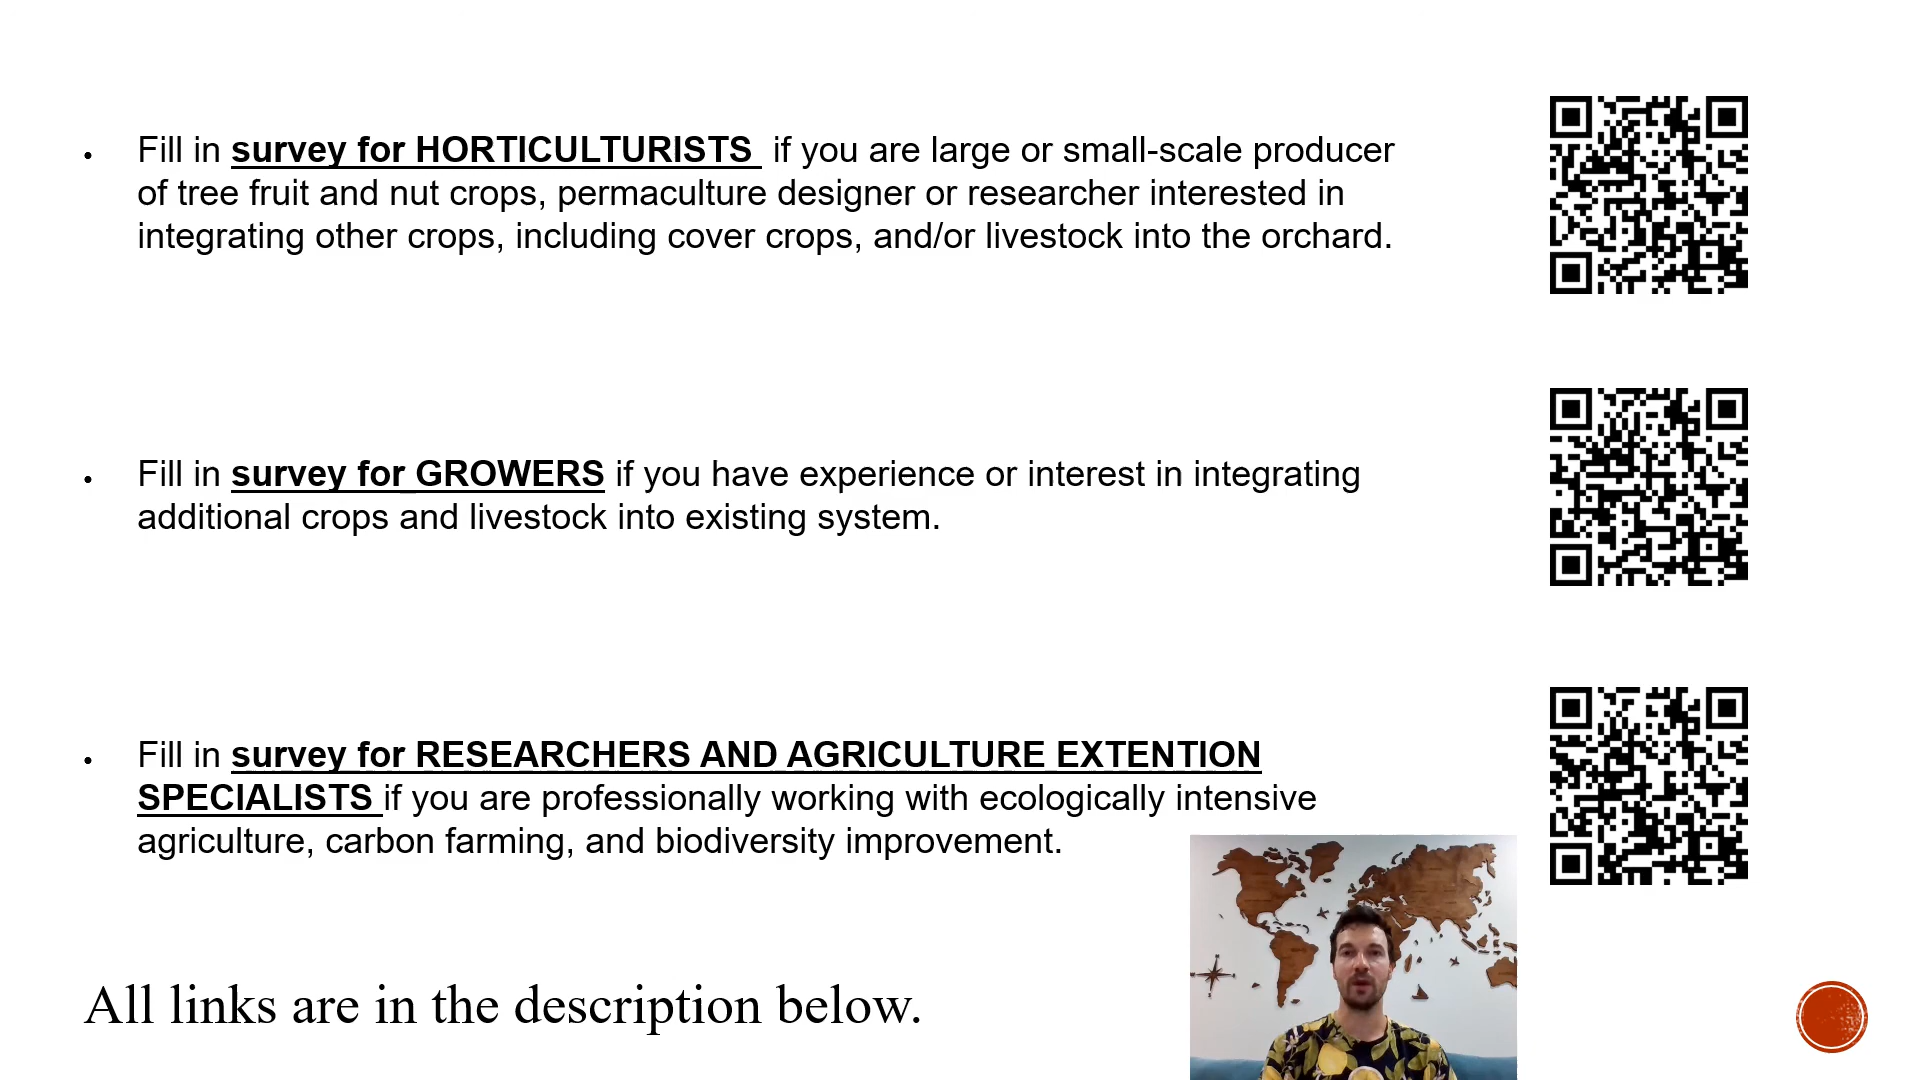 Fill in survey for HORTICULTURISTS if you are large or small-scale producer
of tree fruit and nut crops, permaculture designer or researcher interested in
integrating other crops, including cover crops, and/or livestock into the orchard.
Fill in survey for GROWERS if you have experience or interest in integrating
additional crops and livestock into existing system.
Fill in survey for RESEARCHERS AND AGRICULTURE EXTENTION
SPECIALISTS if you are professionally working with ecologically intensive
agriculture, carbon farming, and biodiversity improvement.
All links are in the description below.